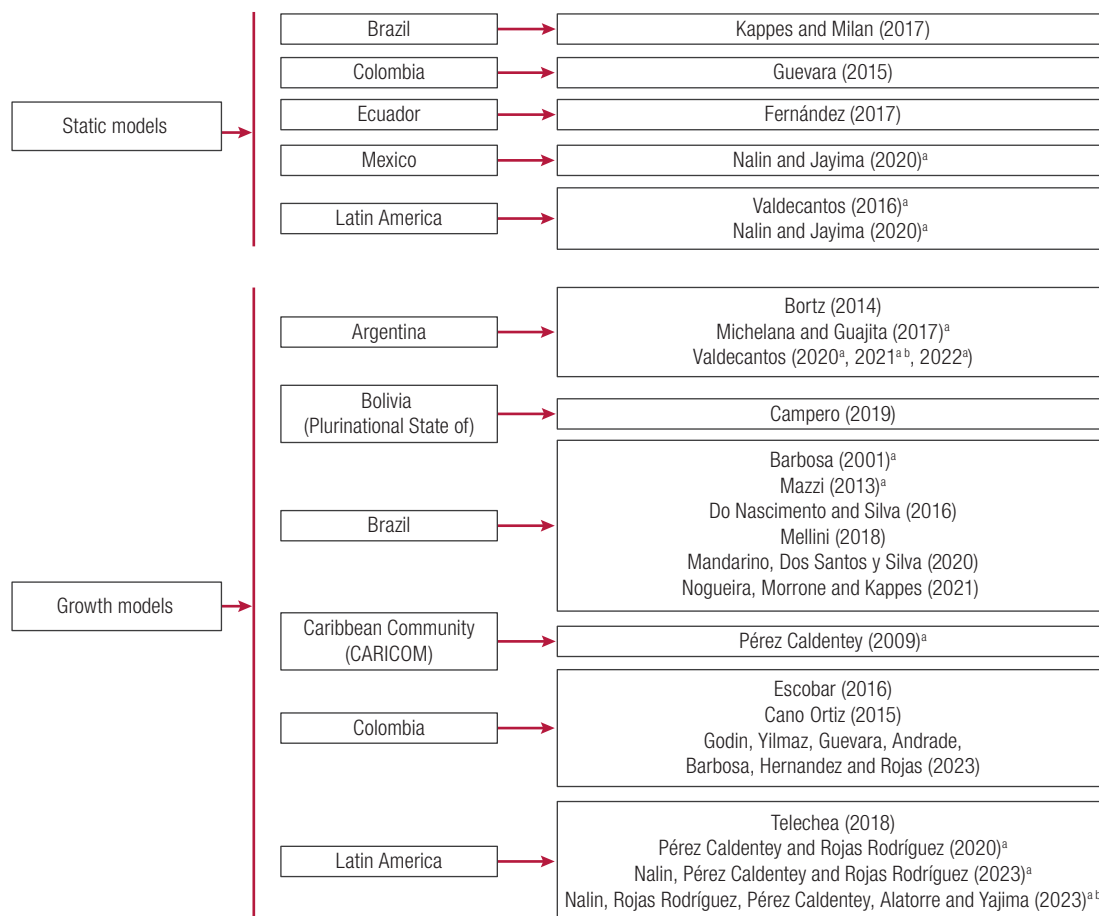 Static models
Brazil
Kappes and Milan (2017)
Colombia
Guevara (2015)
Ecuador
Fernández (2017)
Mexico
Nalin and Jayima (2020)ᵃ
Latin America
Valdecantos (2016)ᵃ
Nalin and Jayima (2020)ᵃ
Growth models
Argentina
Bortz (2014)
Michelana and Guajita (2017)ᵃ
Valdecantos (2020ᵃ, 2021ᵃ ᵇ, 2022ᵃ)
Bolivia
(Plurinational State of)
Campero (2019)
Brazil
Barbosa (2001)ᵃ
Mazzi (2013)ᵃ
Do Nascimento and Silva (2016)
Mellini (2018)
Mandarino, Dos Santos y Silva (2020)
Nogueira, Morrone and Kappes (2021)
Caribbean Community
(CARICOM)
Pérez Caldentey (2009)ᵃ
Colombia
Escobar (2016)
Cano Ortiz (2015)
Godin, Yilmaz, Guevara, Andrade,
Barbosa, Hernandez and Rojas (2023)
Latin America
Telechea (2018)
Pérez Caldentey and Rojas Rodríguez (2020)ᵃ
Nalin, Pérez Caldentey and Rojas Rodríguez (2023)ᵃ
Nalin, Rojas Rodríguez, Pérez Caldentey, Alatorre and Yajima (2023)ᵃ ᵇ